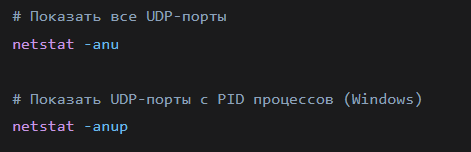 # Показать все UDP-порты
netstat -anu
# Показать UDP-порты с PID процессов (Windows)
netstat -anup